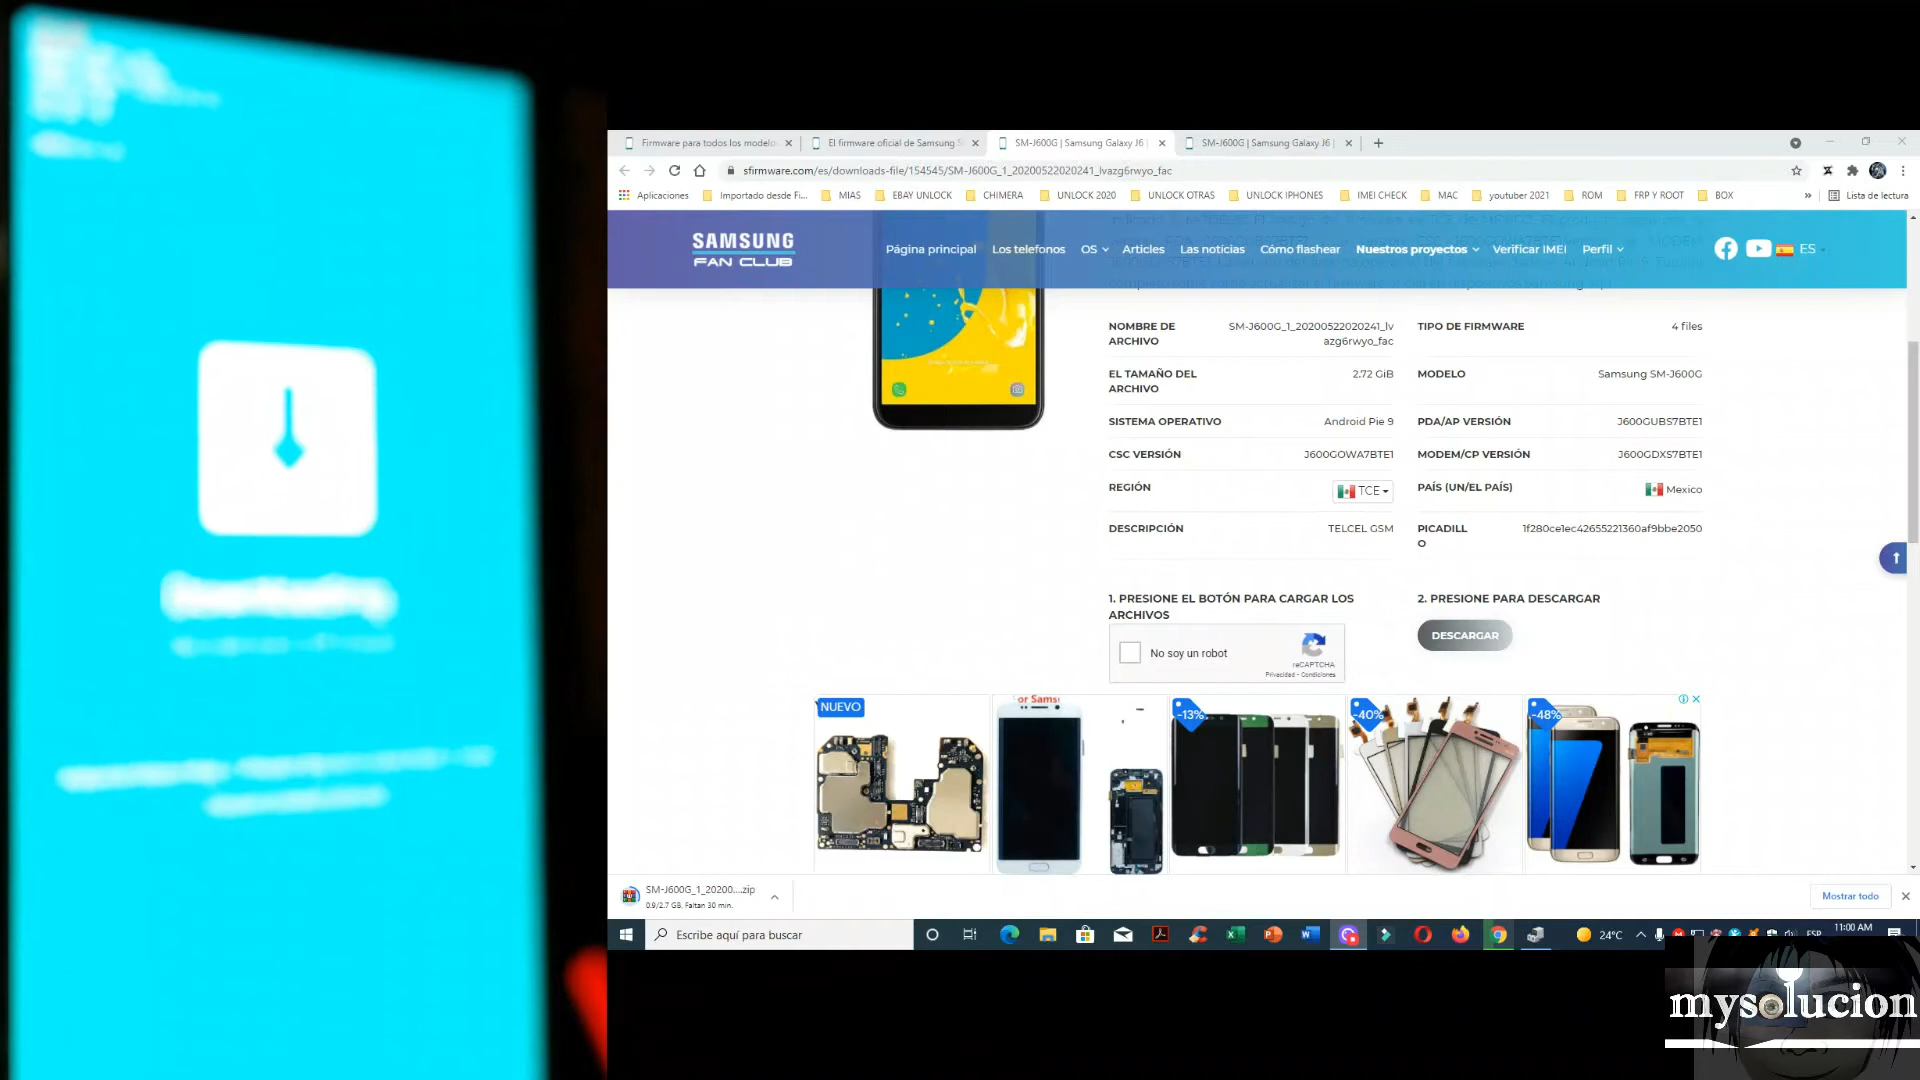 Firmware para todos los modelo
El firmware oficial de Samsung S
SM-J600G | Samsung Galaxy J6 |
SM-J600G | Samsung Galaxy J6 |
sfirmware.com/es/downloads-file/154545/SM-J600G_1_20200522020241_lvazg6rwyo_fac
Aplicaciones
Importado desde Fi...
MIAS
EBAY UNLOCK
CHIMERA
UNLOCK 2020
UNLOCK OTRAS
UNLOCK IPHONES
IMEI CHECK
MAC
youtuber 2021
ROM
FRP Y ROOT
BOX
»
Lista de lectura
SAMSUNG
FAN CLUB
Página principal
Los telefonos
OS
Articles
Las noticias
Cómo flashear
Nuestros proyectos
Verificar IMEI
Perfil
ES
NOMBRE DE
ARCHIVO
SM-J600G_1_20200522020241_lv
azg6rwyo_fac
TIPO DE FIRMWARE
4 files
EL TAMAÑO DEL
ARCHIVO
2.72 GiB
MODELO
Samsung SM-J600G
SISTEMA OPERATIVO
Android Pie 9
PDA/AP VERSIÓN
J600GUBS7BTE1
CSC VERSIÓN
J600GOWA7BTE1
MODEM/CP VERSIÓN
J600GDXS7BTE1
REGIÓN
TCE
PAÍS (UN/EL PAÍS)
Mexico
DESCRIPCIÓN
TELCEL GSM
PICADILL
O
1f280ce1ec42655221360af9bbe2050
1. PRESIONE EL BOTÓN PARA CARGAR LOS
ARCHIVOS
2. PRESIONE PARA DESCARGAR
No soy un robot
reCAPTCHA
Privacidad - Condiciones
DESCARGAR
NUEVO
or Sams
-13%
-40%
-48%
SM-J600G_1_20200....zip
0.9/2.7 GB, Faltan 30 min.
Mostrar todo
Escribe aquí para buscar
24°C
ESP
11:00 AM
mysolucion